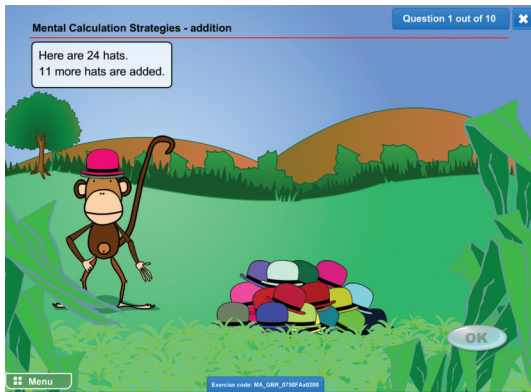 Question 1 out of 10
Mental Calculation Strategies - addition
Here are 24 hats.
11 more hats are added.
OK
Menu
Exercise code: MA_GBR_0750FAx0200